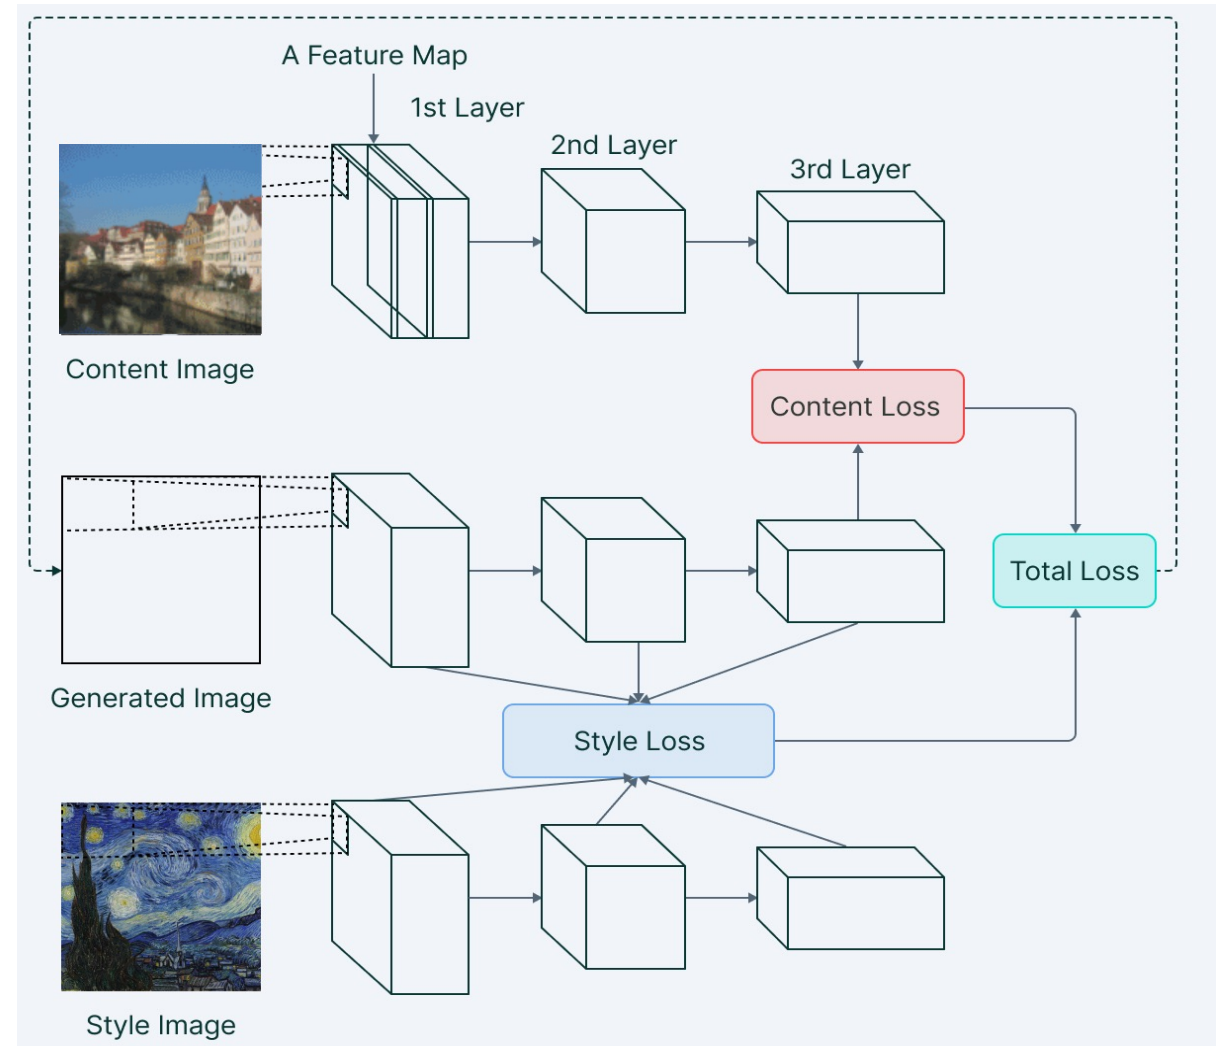 A Feature Map
1st Layer
2nd Layer
3rd Layer
Content Image
Content Loss
Total Loss
Generated Image
Style Loss
Style Image